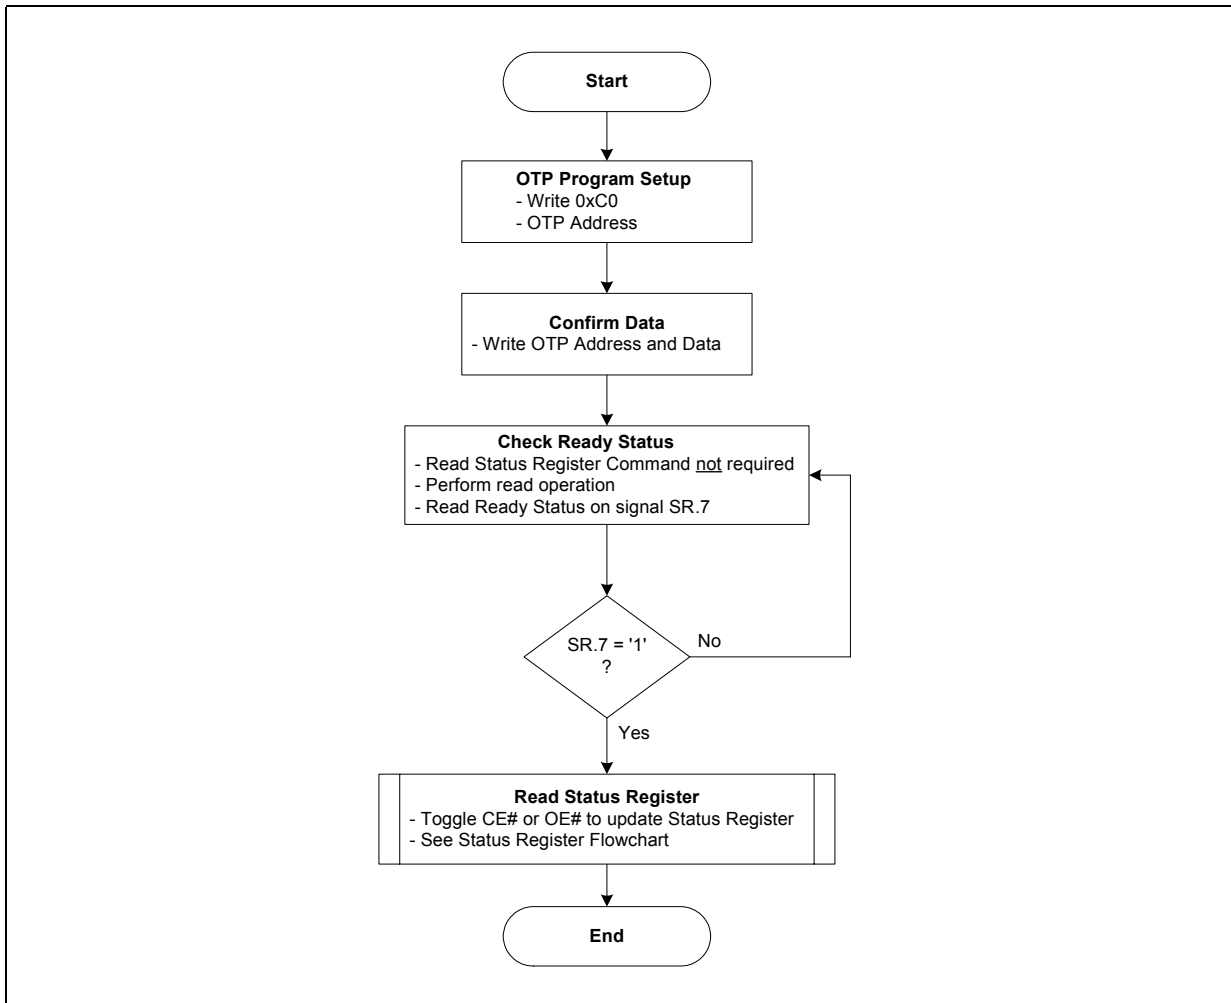 Start
OTP Program Setup
- Write 0xC0
- OTP Address
Confirm Data
- Write OTP Address and Data
Check Ready Status
- Read Status Register Command not required
- Perform read operation
- Read Ready Status on signal SR.7
SR.7 = '1'
?
No
Yes
Read Status Register
- Toggle CE# or OE# to update Status Register
- See Status Register Flowchart
End